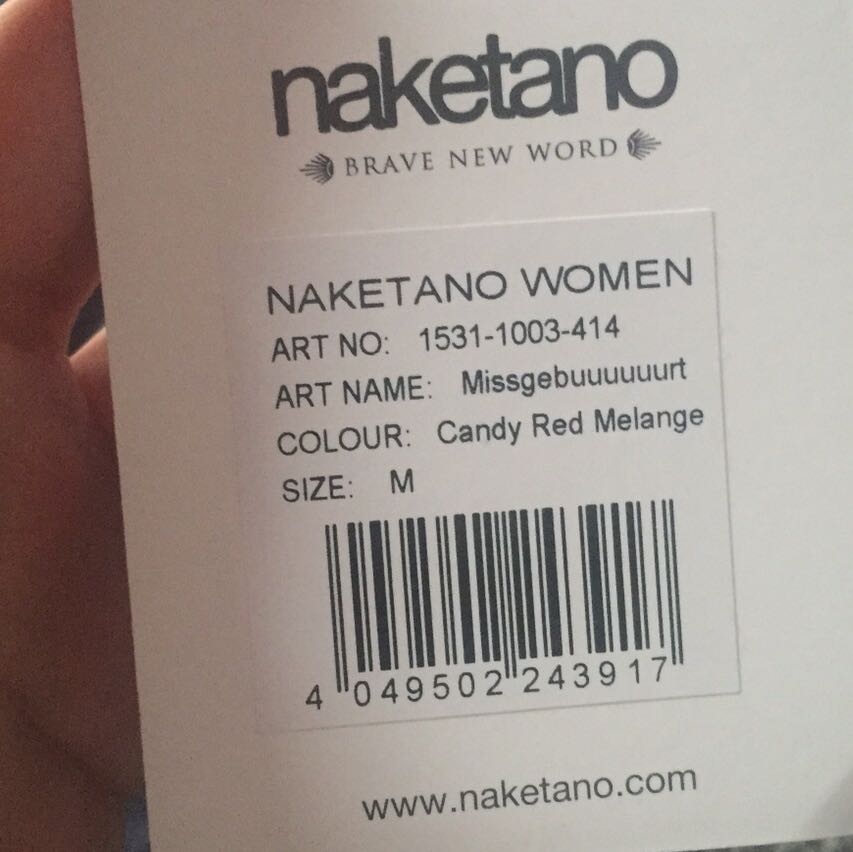 naketano
BRAVE NEW WORD
NAKETANO WOMEN
ART NO: 1531-1003-414
ART NAME: Missgebuuuuuurt
COLOUR: Candy Red Melange
SIZE: M
4 049502 243917
www.naketano.com